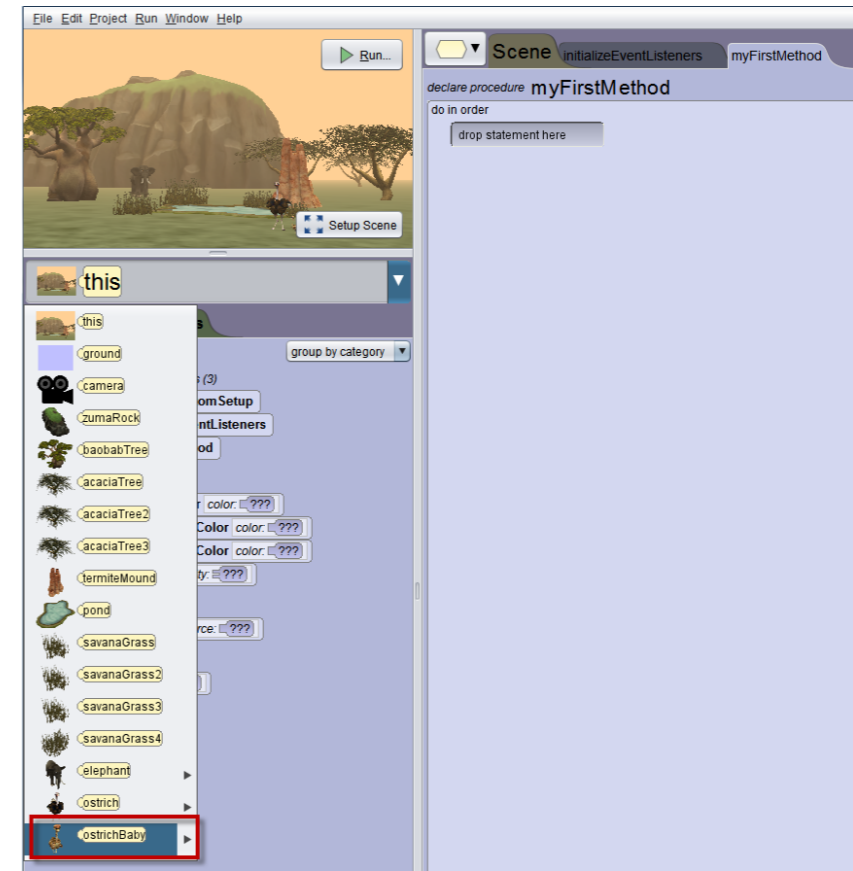 File Edit Project Run Window Help
Run...
Setup Scene
this
this
ground
camera
zumaRock
baobabTree
acaciaTree
acaciaTree2
acaciaTree3
termiteMound
pond
savanaGrass
savanaGrass2
savanaGrass3
savanaGrass4
elephant
ostrich
ostrichBaby
s
group by category
s (3)
omSetup
ntListeners
od
r color: ???
Color color: ???
Color color: ???
ty: ???
rce: ???
Scene initializeEventListeners myFirstMethod
declare procedure myFirstMethod
do in order
drop statement here